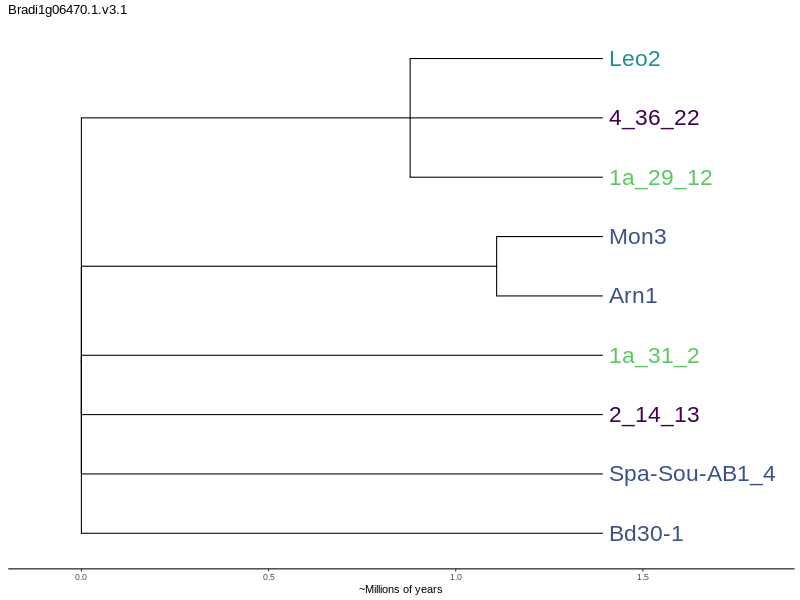 Bradi1g06470.1.v3.1
Leo2
4_36_22
1a_29_12
Mon3
Arn1
1a_31_2
2_14_13
Spa-Sou-AB1_4
Bd30-1
0.0 0.5 1.0 1.5
~Millions of years